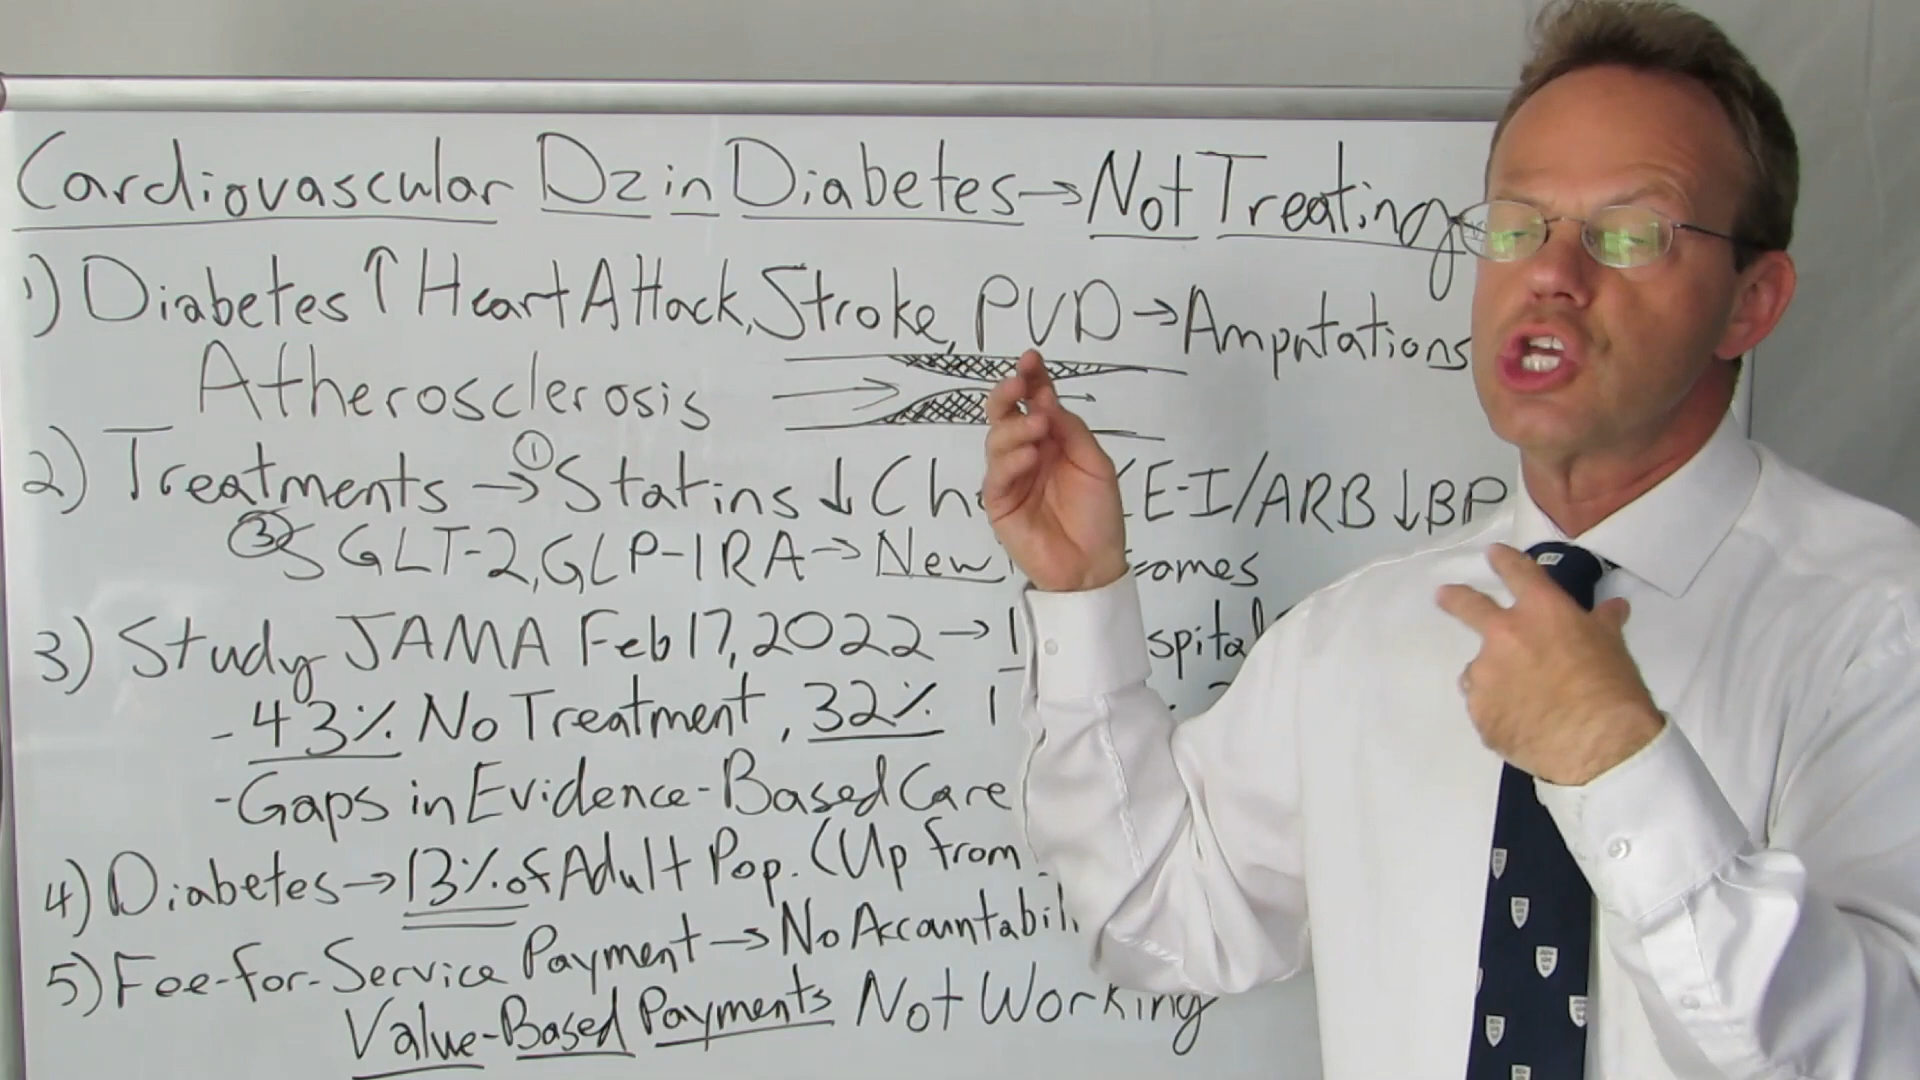 Cardiovascular Dz in Diabetes → Not Treating
1) Diabetes ↑ Heart Attack, Stroke, PVD → Amputations
Atherosclerosis
2) Treatments → ① Statins ↓ E-I/ARB ↓ BP
③ SGLT-2, GLP-1RA → New
3) Study JAMA Feb 17, 2022 →
- 43% No Treatment, 32%
- Gaps in Evidence-Based Care
4) Diabetes → 13% of Adult Pop. (Up from
5) Fee-for-Service Payment → No
Value-Based Payments Not Working